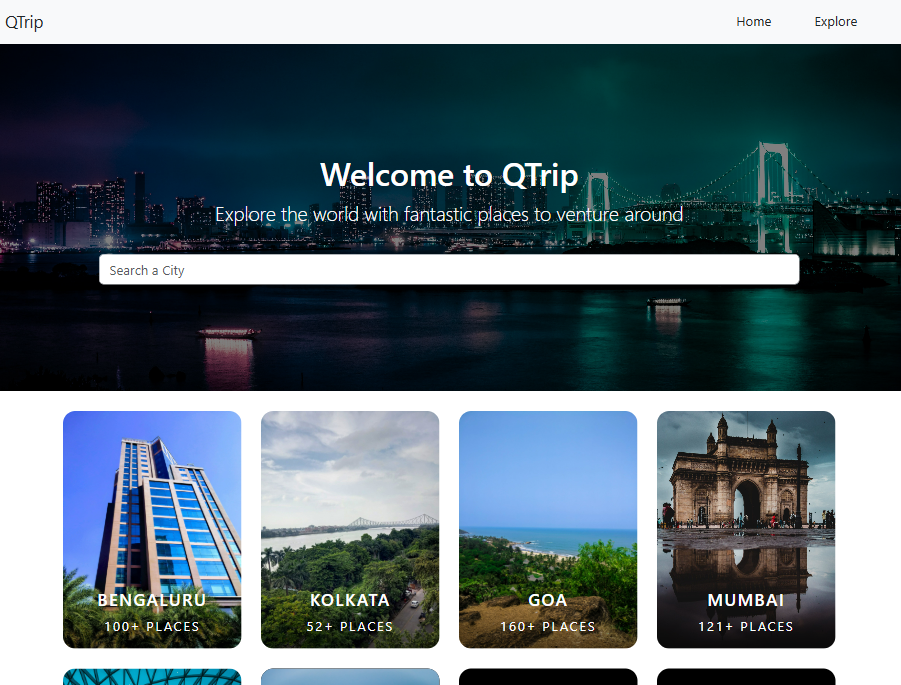 QTrip
Home
Explore
Welcome to QTrip
Explore the world with fantastic places to venture around
Search a City
BENGALURU
100+ PLACES
KOLKATA
52+ PLACES
GOA
160+ PLACES
MUMBAI
121+ PLACES